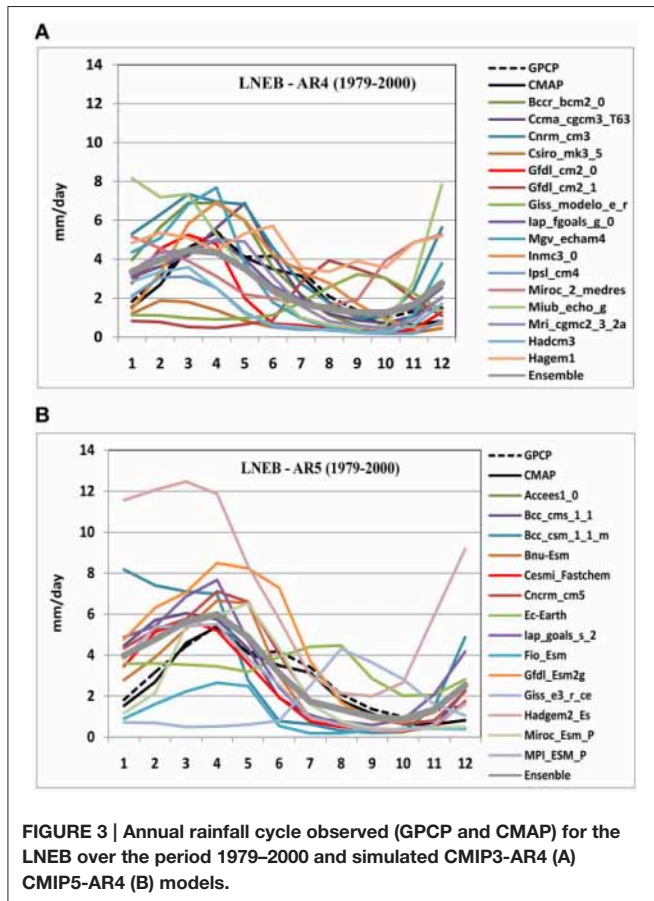 A
LNEB - AR4 (1979-2000)
mm/day
14
12
10
8
6
4
2
0
1 2 3 4 5 6 7 8 9 10 11 12
GPCP
CMAP
Bccr_bcm2_0
Ccma_cgcm3_T63
Cnrm_cm3
Csiro_mk3_5
Gfdl_cm2_0
Gfdl_cm2_1
Giss_modelo_e_r
Iap_fgoals_g_0
Mgv_echam4
Inmc3_0
Ipsl_cm4
Miroc_2_medres
Miub_echo_g
Mri_cgmc2_3_2a
Hadcm3
Hagem1
Ensemble
B
LNEB - AR5 (1979-2000)
mm/day
14
12
10
8
6
4
2
0
1 2 3 4 5 6 7 8 9 10 11 12
GPCP
CMAP
Accees1_0
Bcc_cms_1_1
Bcc_csm_1_1_m
Bnu-Esm
Cesmi_Fastchem
Cncrm_cm5
Ec-Earth
Iap_goals_s_2
Fio_Esm
Gfdl_Esm2g
Giss_e3_r_ce
Hadgem2_Es
Miroc_Esm_P
MPI_ESM_P
Ensenble
FIGURE 3 | Annual rainfall cycle observed (GPCP and CMAP) for the
LNEB over the period 1979–2000 and simulated CMIP3-AR4 (A)
CMIP5-AR4 (B) models.